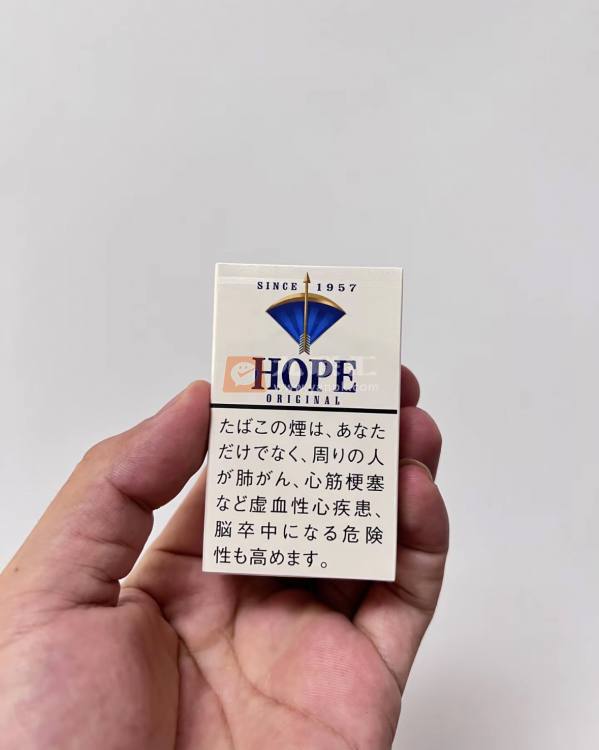 SINCE 1957
HOPE
ORIGINAL
たばこの煙は、あなた
だけでなく、周りの人
が肺がん、心筋梗塞
など虚血性心疾患、
脳卒中になる危険
性も高めます。